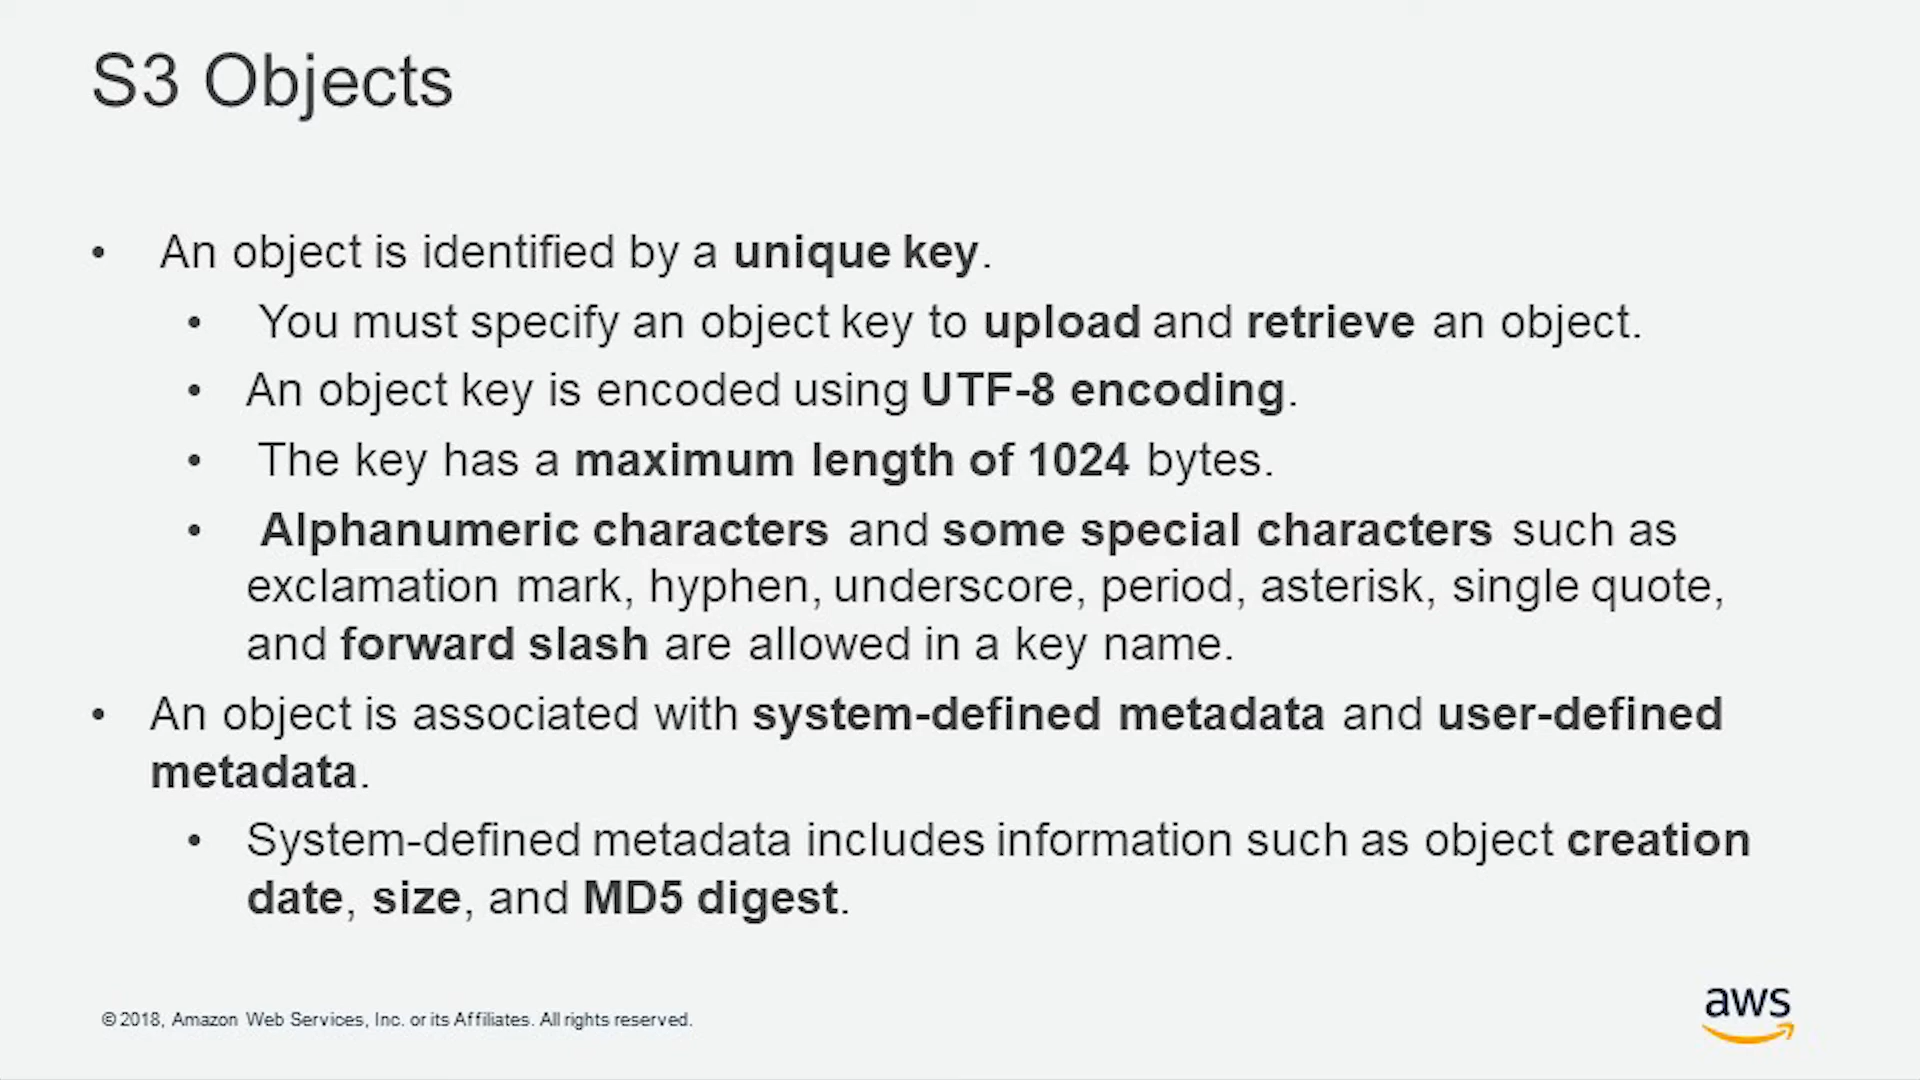 S3 Objects
• An object is identified by a unique key.
• You must specify an object key to upload and retrieve an object.
• An object key is encoded using UTF-8 encoding.
• The key has a maximum length of 1024 bytes.
• Alphanumeric characters and some special characters such as
exclamation mark, hyphen, underscore, period, asterisk, single quote,
and forward slash are allowed in a key name.
• An object is associated with system-defined metadata and user-defined
metadata.
• System-defined metadata includes information such as object creation
date, size, and MD5 digest.
© 2018, Amazon Web Services, Inc. or its Affiliates. All rights reserved.
aws